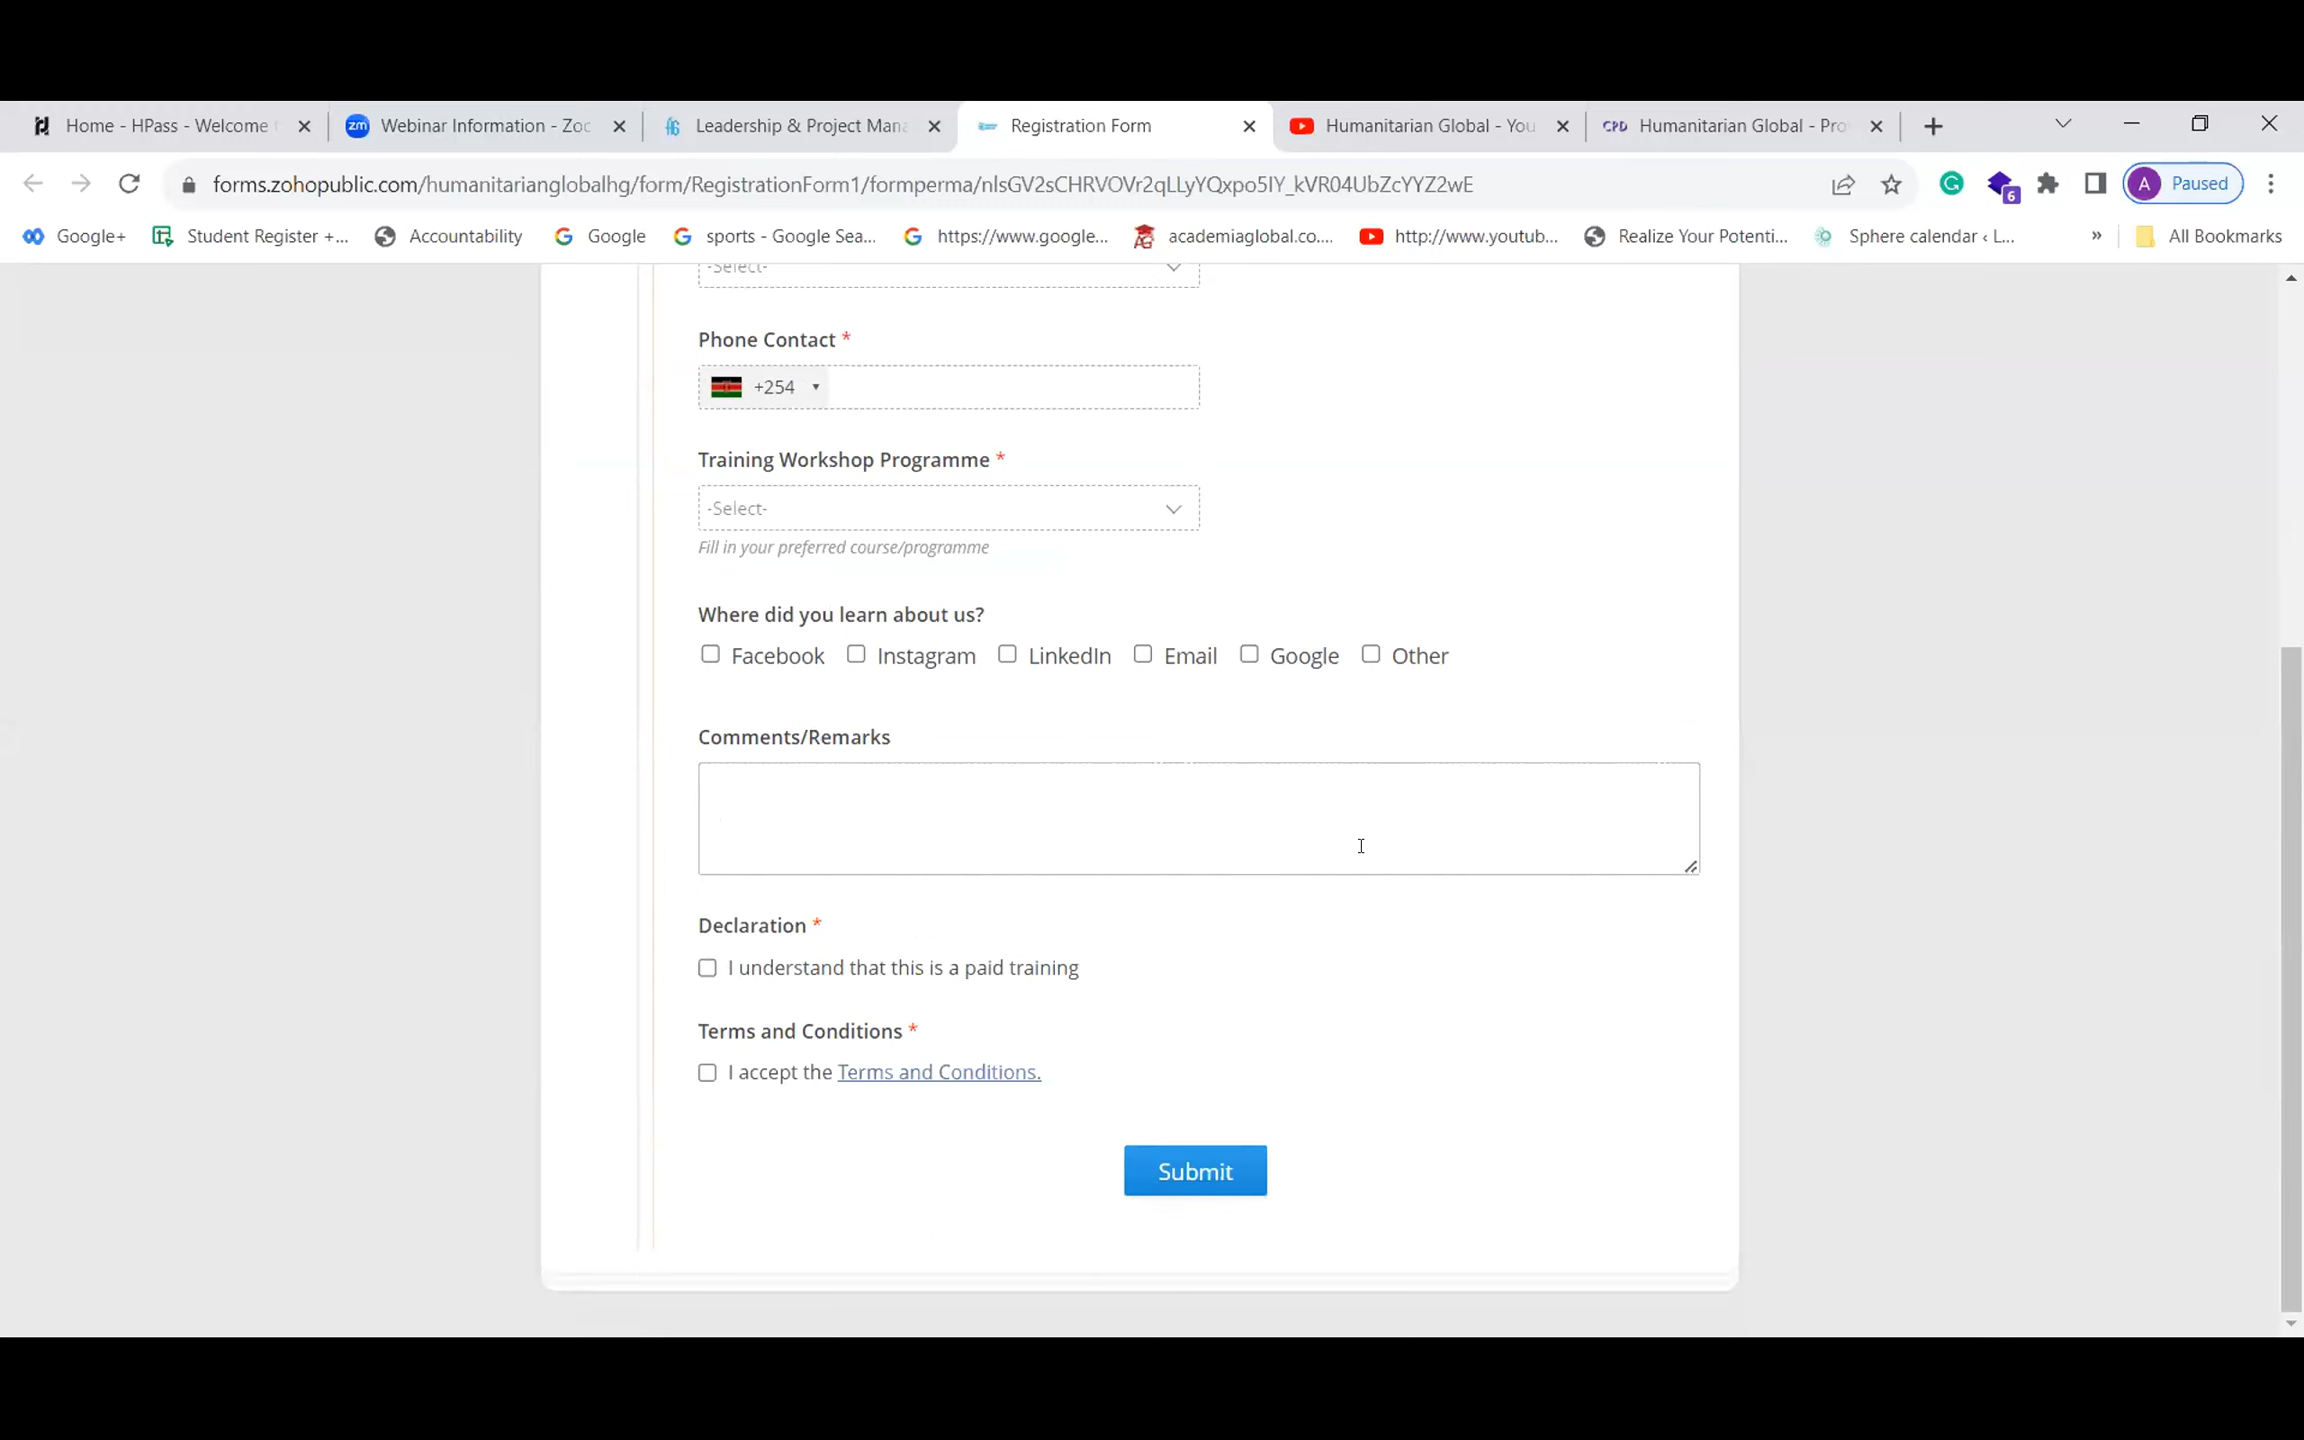 Home - HPass - Welcome
Webinar Information - Zoo
Leadership & Project Mana
Registration Form
Humanitarian Global - You
CPD Humanitarian Global - Pro
forms.zohopublic.com/humanitarianglobalhg/form/RegistrationForm1/formperma/nlsGV2sCHRVOVr2qLLyYQxpo5IY_kVR04UbZcYYZ2wE
6
A Paused
Google+
Student Register +...
Accountability
Google
sports - Google Sea...
https://www.google...
academiaglobal.co....
http://www.youtub...
Realize Your Potenti...
Sphere calendar ‹ L...
»
All Bookmarks
-Select-
Phone Contact *
+254
Training Workshop Programme *
-Select-
Fill in your preferred course/programme
Where did you learn about us?
Facebook Instagram LinkedIn Email Google Other
Comments/Remarks
Declaration *
I understand that this is a paid training
Terms and Conditions *
I accept the Terms and Conditions.
Submit